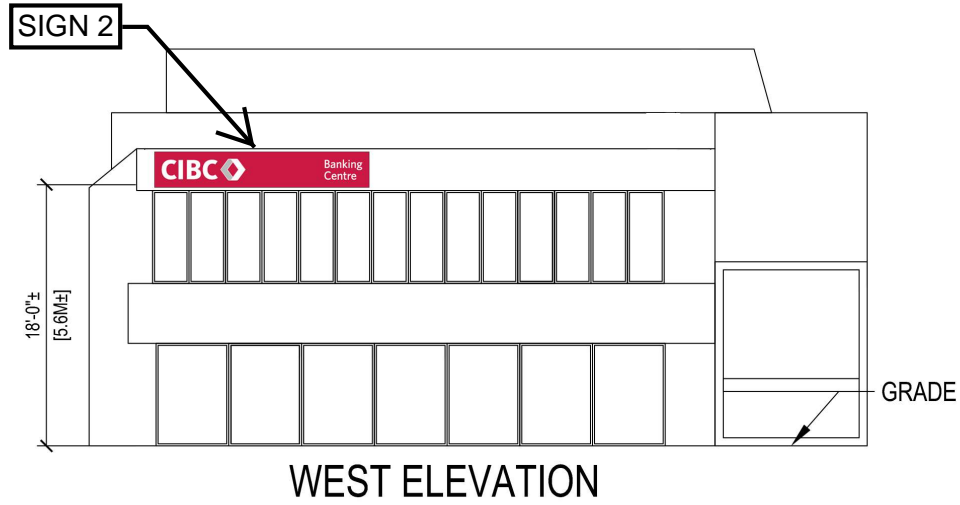 SIGN 2
CIBC
Banking
Centre
18'-0"±
[5.6M±]
GRADE
WEST ELEVATION